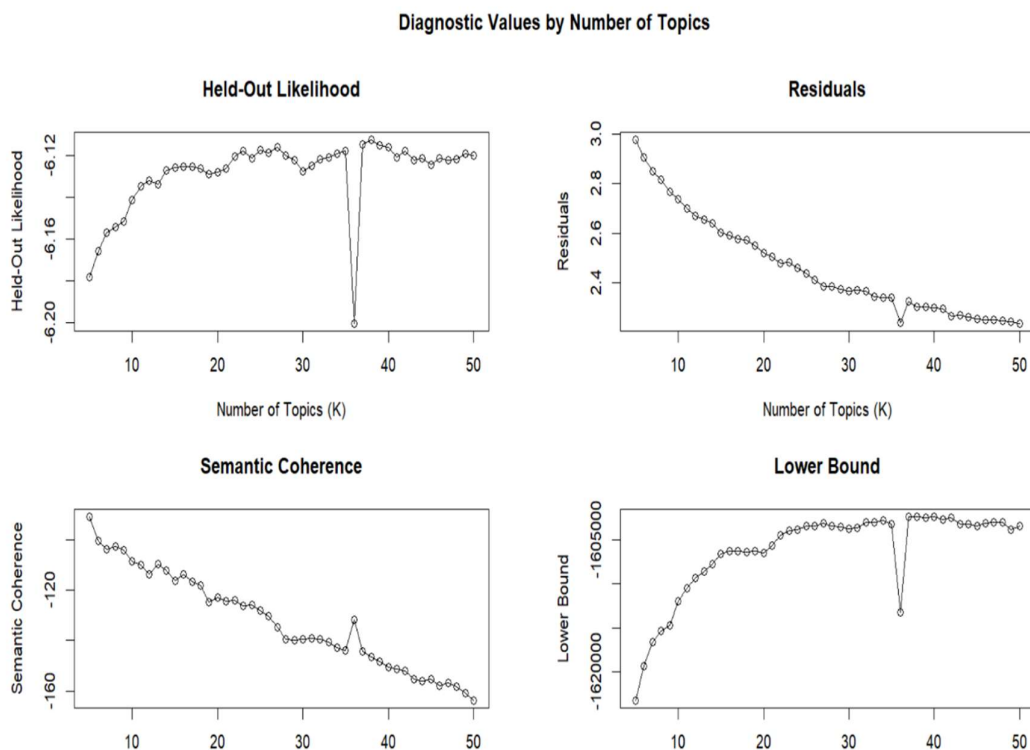 Diagnostic Values by Number of Topics
Held-Out Likelihood
Held-Out Likelihood
-6.12
-6.16
-6.20
10 20 30 40 50
Number of Topics (K)
Residuals
Residuals
3.0
2.8
2.6
2.4
10 20 30 40 50
Number of Topics (K)
Semantic Coherence
Semantic Coherence
-120
-160
10 20 30 40 50
Lower Bound
Lower Bound
-1605000
-1620000
10 20 30 40 50